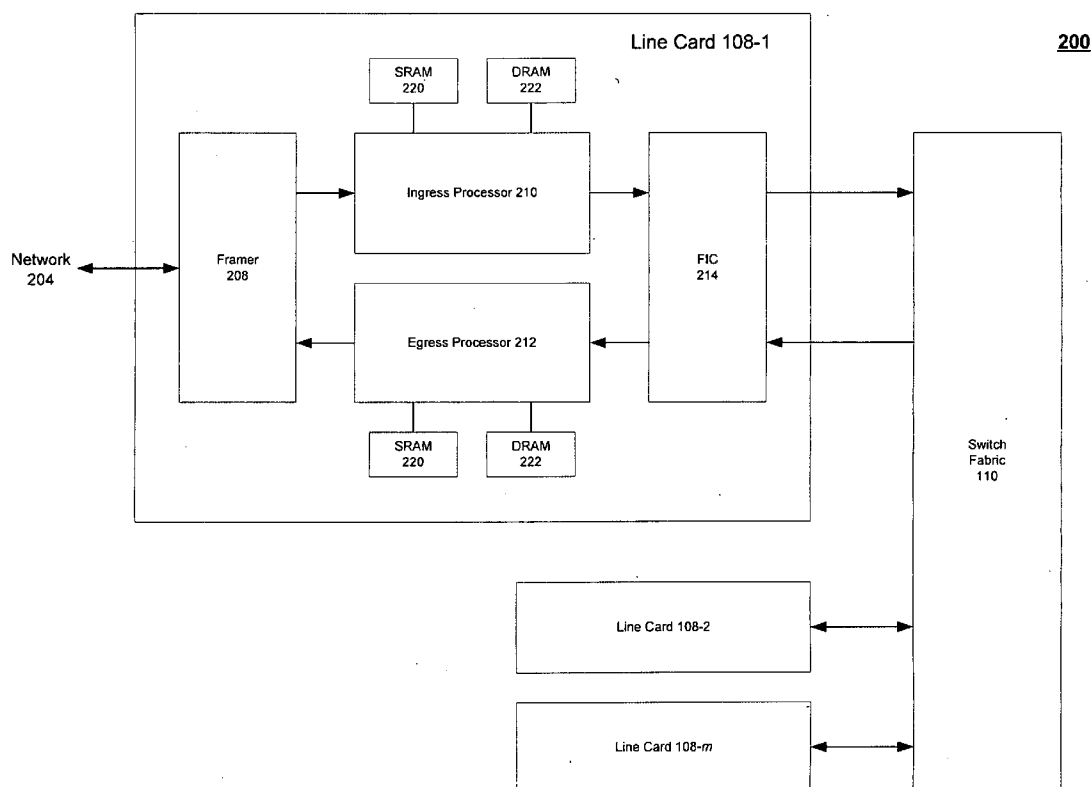 Line Card 108-1
200
SRAM
220
DRAM
222
Ingress Processor 210
Network
204
Framer
208
FIC
214
Egress Processor 212
SRAM
220
DRAM
222
Switch
Fabric
110
Line Card 108-2
Line Card 108-m